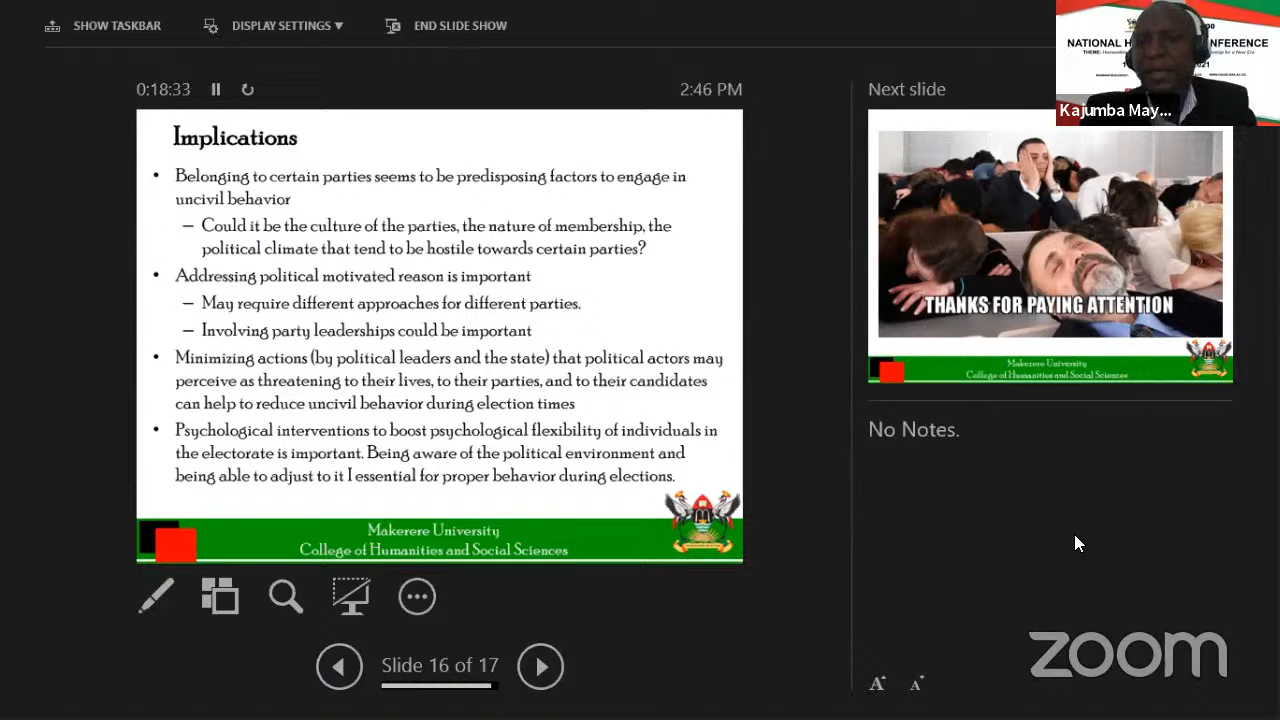 SHOW TASKBAR
DISPLAY SETTINGS ▼
END SLIDE SHOW
0:18:33
2:46 PM
Implications
• Belonging to certain parties seems to be predisposing factors to engage in
uncivil behavior
– Could it be the culture of the parties, the nature of membership, the
political climate that tend to be hostile towards certain parties?
• Addressing political motivated reason is important
– May require different approaches for different parties.
– Involving party leaderships could be important
• Minimizing actions (by political leaders and the state) that political actors may
perceive as threatening to their lives, to their parties, and to their candidates
can help to reduce uncivil behavior during election times
• Psychological interventions to boost psychological flexibility of individuals in
the electorate is important. Being aware of the political environment and
being able to adjust to it I essential for proper behavior during elections.
Makerere University
College of Humanities and Social Sciences
Slide 16 of 17
Next slide
THANKS FOR PAYING ATTENTION
Makerere University
College of Humanities and Social Sciences
No Notes.
A A
NATIONAL H NFERENCE
THEME:
Kajumba May...
zoom